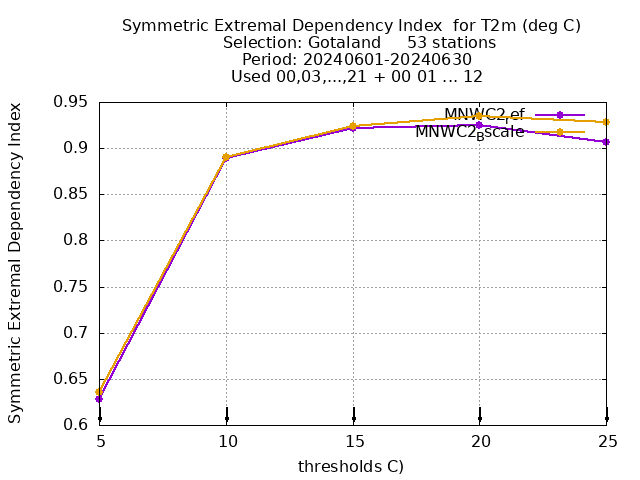 Symmetric Extremal Dependency Index for T2m (deg C)
Selection: Gotaland 53 stations
Period: 20240601-20240630
Used 00,03,...,21 + 00 01 ... 12
Symmetric Extremal Dependency Index
0.95
0.9
0.85
0.8
0.75
0.7
0.65
0.6
MNWC2_ref
MNWC2_Bscale
5 10 15 20 25
thresholds C)